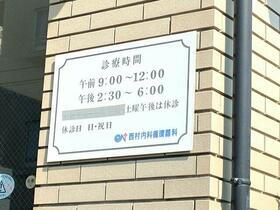 診療時間
午前 9:00～12:00
午後 2:30～ 6:00
土曜午後は休診
休診日 日・祝日
西村内科循環器科